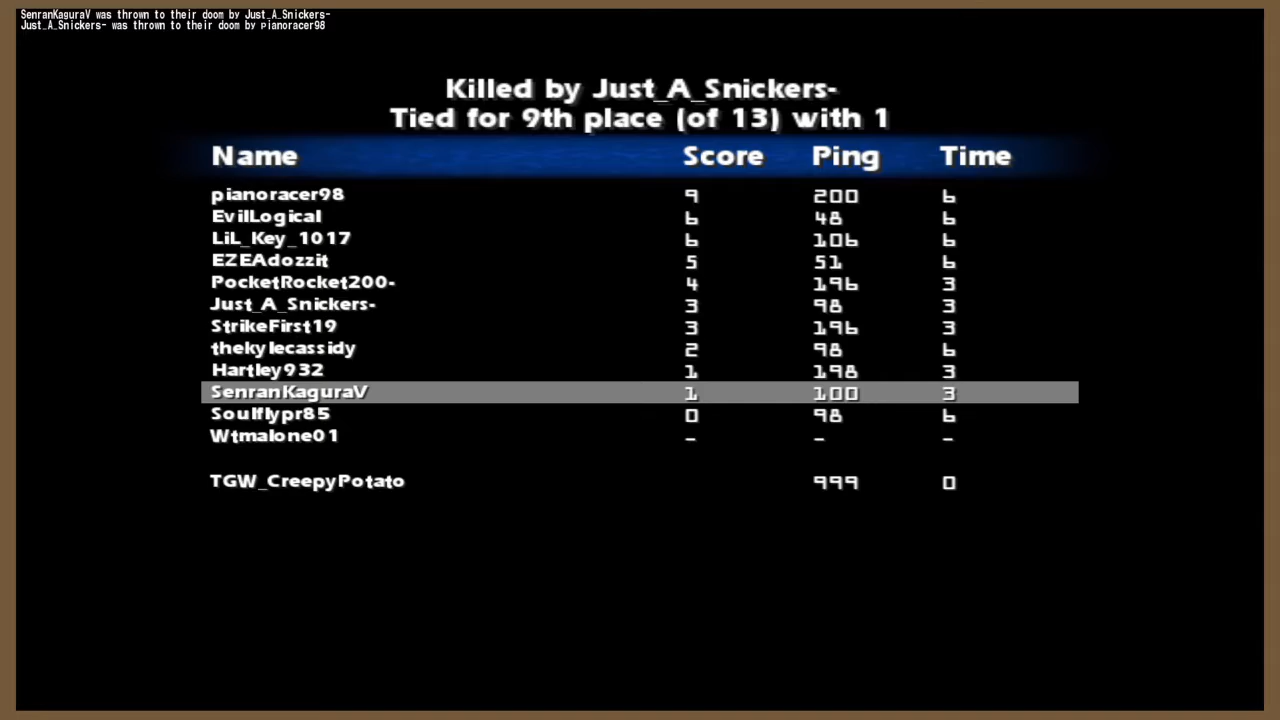 SenranKaguraV was thrown to their doom by Just_A_Snickers-
Just_A_Snickers- was thrown to their doom by pianoracer98
Killed by Just_A_Snickers-
Tied for 9th place (of 13) with 1
Name Score Ping Time
pianoracer98 9 200 6
EvilLogical 6 48 6
LiL_Key_1017 6 106 6
EZEAdozzit 5 51 6
PocketRocket200- 4 196 3
Just_A_Snickers- 3 98 3
StrikeFirst19 3 196 3
thekylecassidy 2 98 6
Hartley932 1 198 3
SenranKaguraV 1 100 3
Soulflypr85 0 98 6
Wtmalone01 - - -
TGW_CreepyPotato 999 0